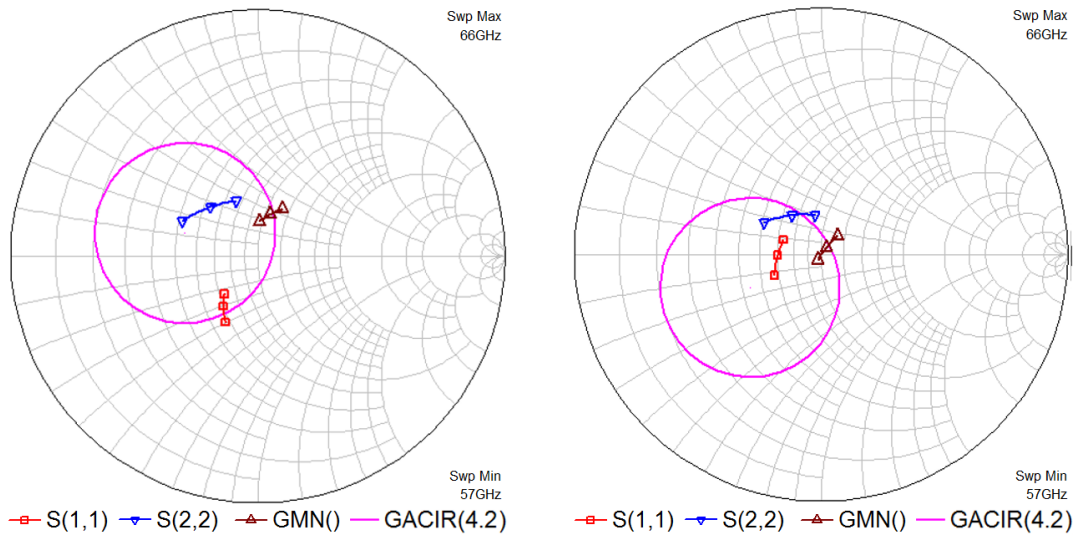 Swp Max
66GHz
Swp Min
57GHz
S(1,1) S(2,2) GMN() GACIR(4.2)
Swp Max
66GHz
Swp Min
57GHz
S(1,1) S(2,2) GMN() GACIR(4.2)